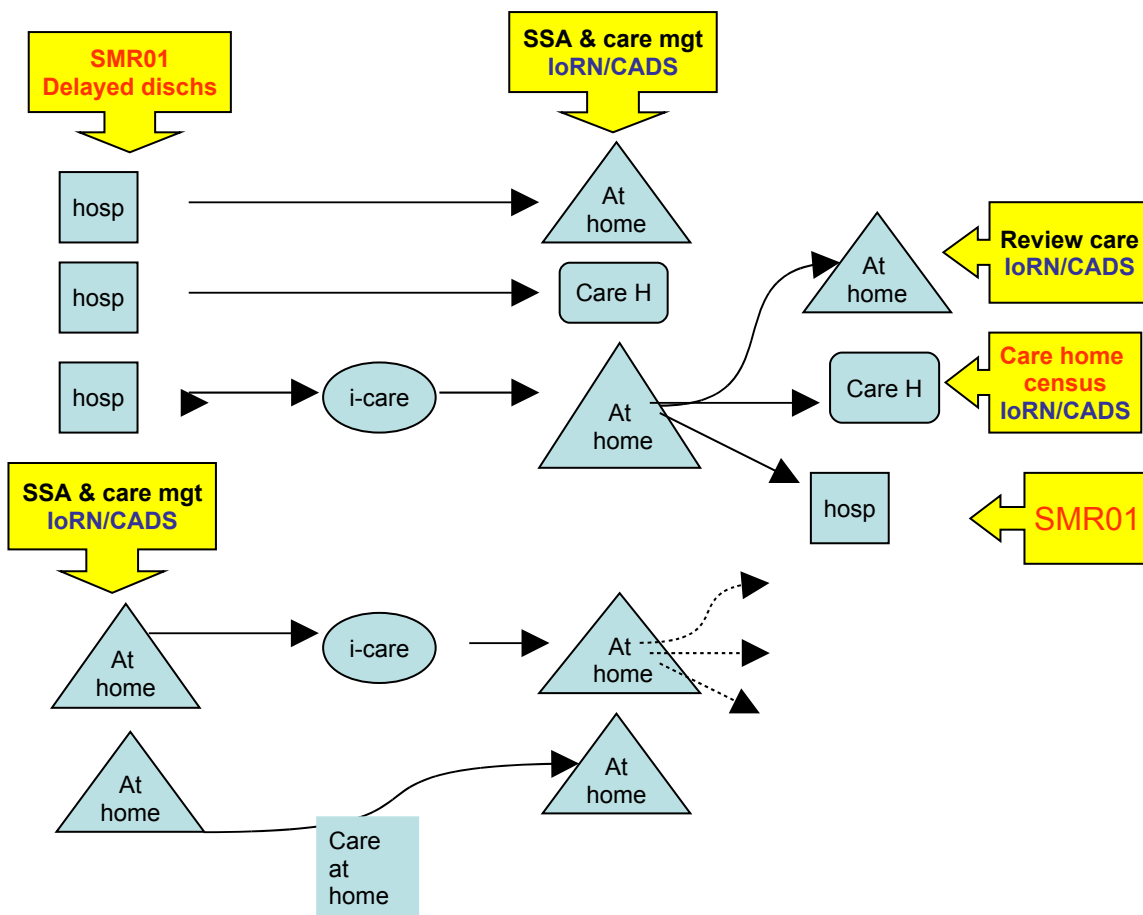 SMR01
Delayed dischs
SSA & care mgt
IoRN/CADS
hosp
At
home
hosp
Care H
At
home
Review care
IoRN/CADS
hosp
i-care
At
home
Care H
Care home
census
IoRN/CADS
hosp
SMR01
SSA & care mgt
IoRN/CADS
At
home
i-care
At
home
At
home
Care
at
home
At
home